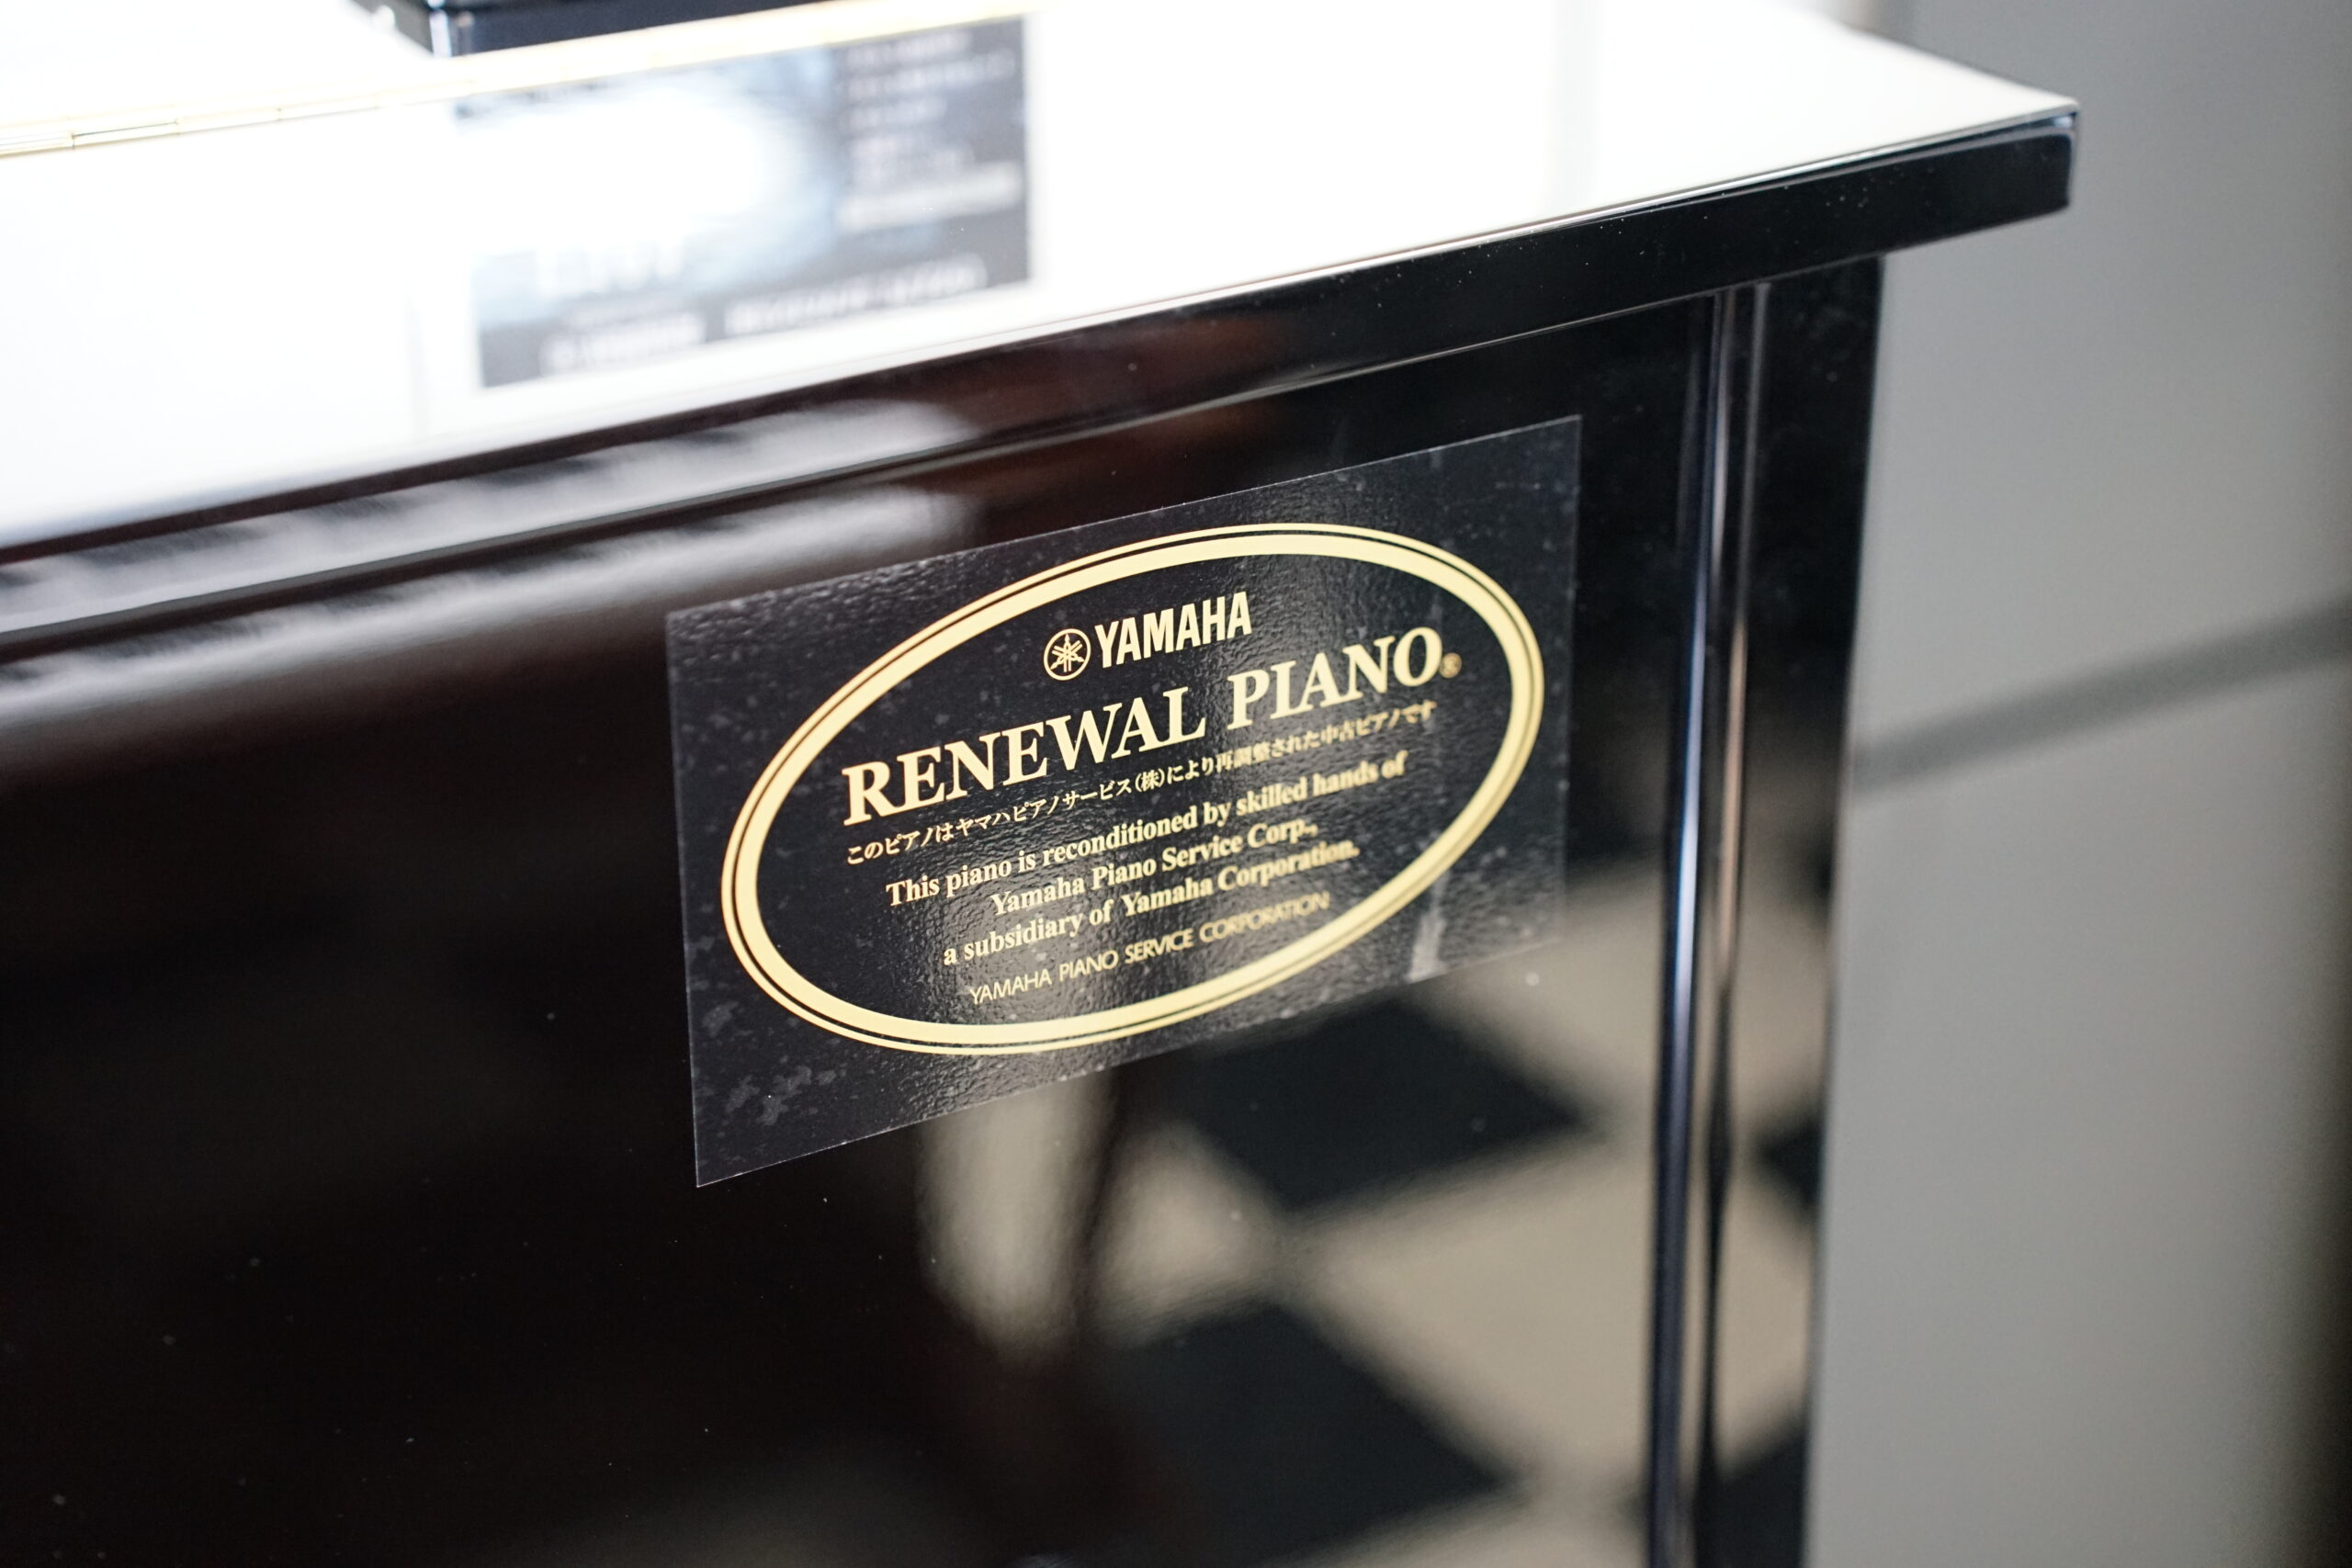 YAMAHA
RENEWAL PIANO®
このピアノはヤマハピアノサービス(株)により再調整された中古ピアノです
This piano is reconditioned by skilled hands of
Yamaha Piano Service Corp.,
a subsidiary of Yamaha Corporation.
YAMAHA PIANO SERVICE CORPORATION